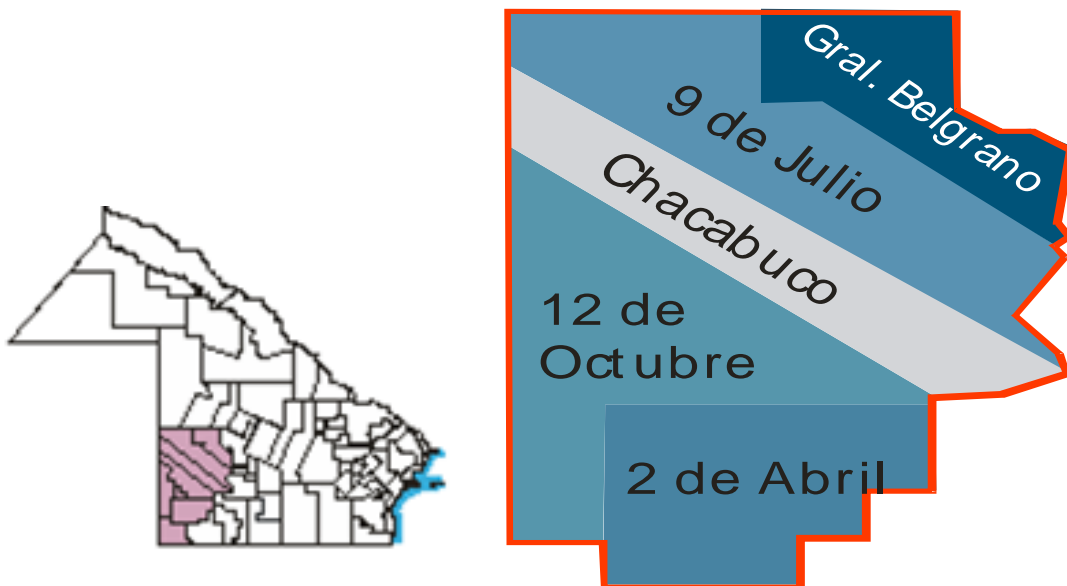 Gral. Belgrano
9 de Julio
Chacabuco
12 de
Octubre
2 de Abril